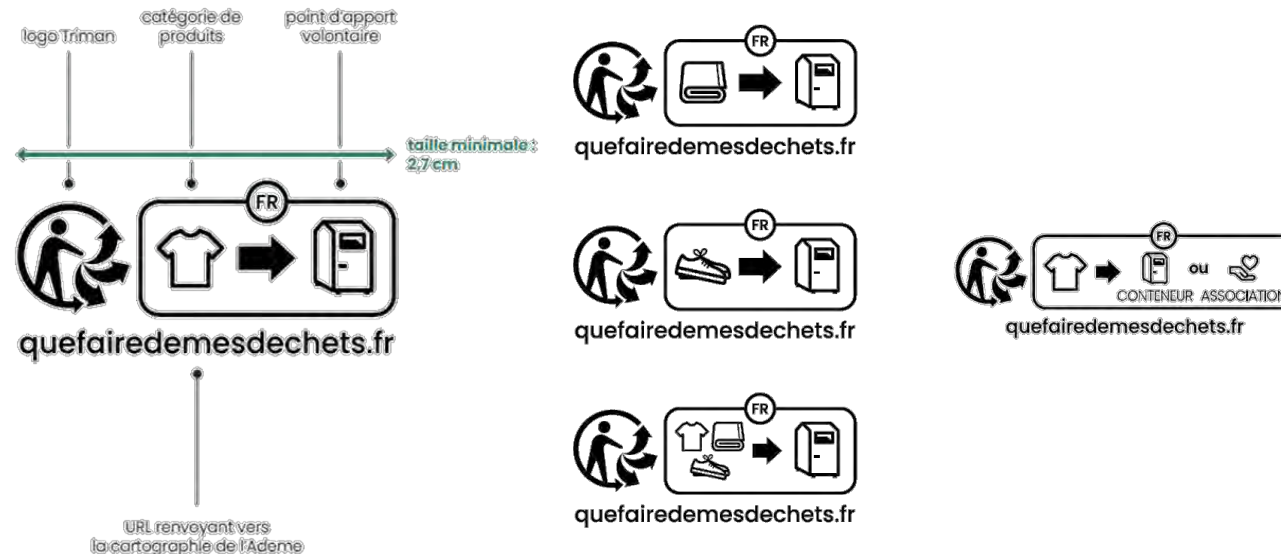 logo Triman
catégorie de
produits
point d'apport
volontaire
taille minimale :
2,7 cm
FR
quefairedemesdechets.fr
URL renvoyant vers
la cartographie de l'Ademe
FR
quefairedemesdechets.fr
FR
quefairedemesdechets.fr
FR
quefairedemesdechets.fr
FR
ou
CONTENEUR ASSOCIATION
quefairedemesdechets.fr